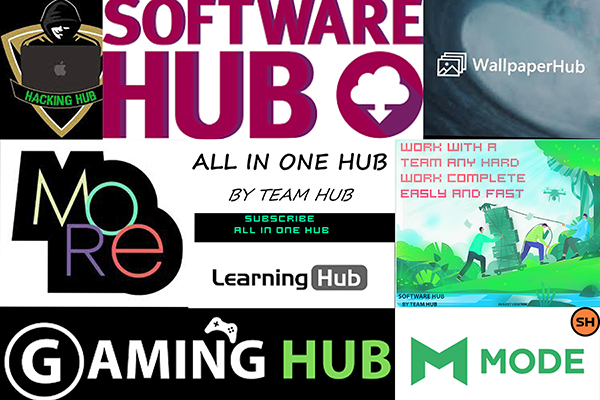 HACKING HUB
SOFTWARE
HUB
WallpaperHub
MORe
ALL IN ONE HUB
BY TEAM HUB
SUBSCRIBE
ALL IN ONE HUB
Learning Hub
WORK WITH A
TEAM ANY HARD
WORK COMPLETE
EASLY AND FAST
SOFTWARE HUB
BY TEAM HUB
GAMING HUB
SH
M MODE